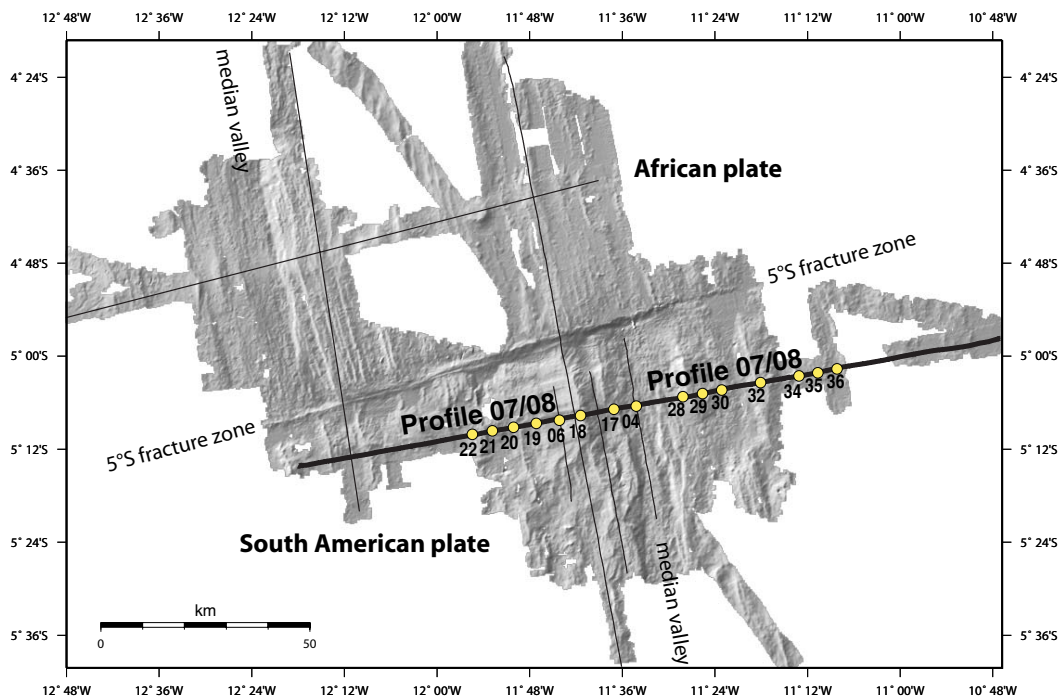 12° 48'W 12° 36'W 12° 24'W 12° 12'W 12° 00'W 11° 48'W 11° 36'W 11° 24'W 11° 12'W 11° 00'W 10° 48'W
4° 24'S 4° 24'S
median valley
4° 36'S 4° 36'S
African plate
4° 48'S 4° 48'S
5°S fracture zone
5° 00'S 5° 00'S
Profile 07/08
Profile 07/08
22 21 20 19 06 18 17 04 28 29 30 32 34 35 36
5°S fracture zone
5° 12'S 5° 12'S
South American plate
5° 24'S 5° 24'S
median valley
km
0 50
5° 36'S 5° 36'S
12° 48'W 12° 36'W 12° 24'W 12° 12'W 12° 00'W 11° 48'W 11° 36'W 11° 24'W 11° 12'W 11° 00'W 10° 48'W